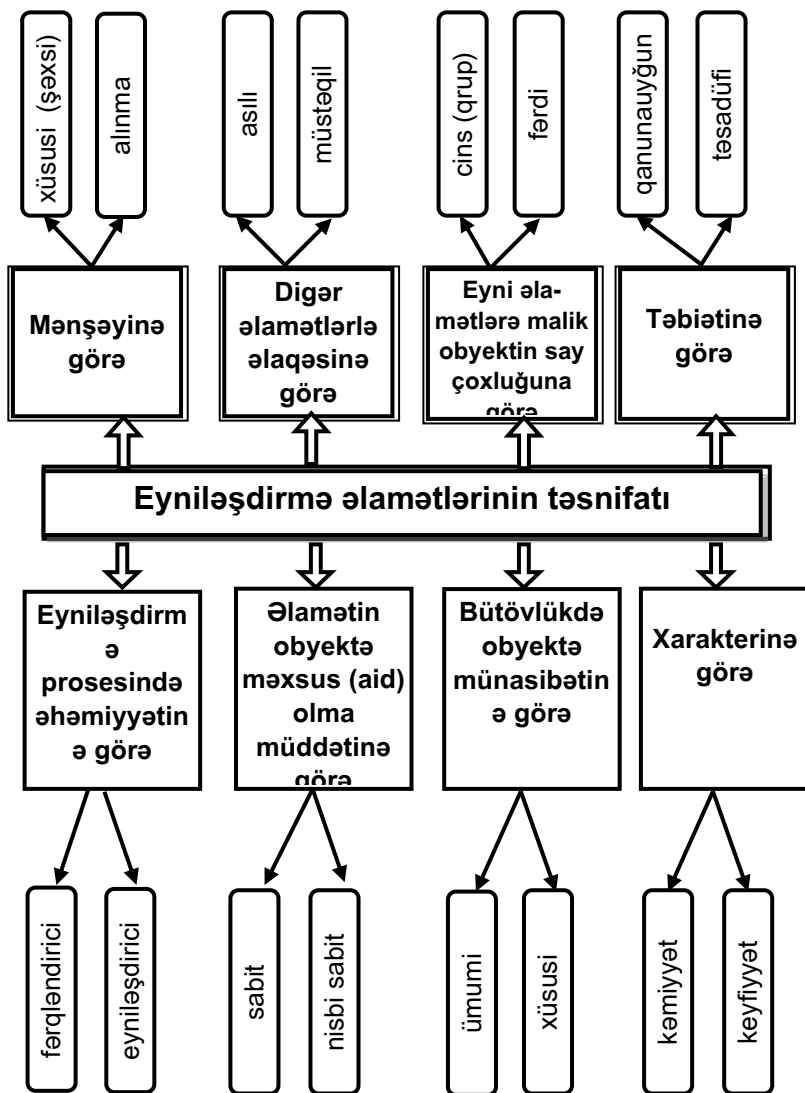 xüsusi (şəxsi)
alınma
asılı
müstəqil
cins (qrup)
fərdi
qanunauyğun
təsadüfi
Mənşəyinə
görə
Digər
əlamətlərlə
əlaqəsinə
görə
Eyni əla-
mətlərə malik
obyektin say
çoxluğuna
görə
Təbiətinə
görə
Eyniləşdirmə əlamətlərinin təsnifatı
Eyniləşdirm
ə
prosesində
əhəmiyyətin
ə görə
Əlamətin
obyektə
məxsus (aid)
olma
müddətinə
görə
Bütövlükdə
obyektə
münasibətin
ə görə
Xarakterinə
görə
fərqləndirici
eyniləşdirici
sabit
nisbi sabit
ümumi
xüsusi
kəmiyyət
keyfiyyət